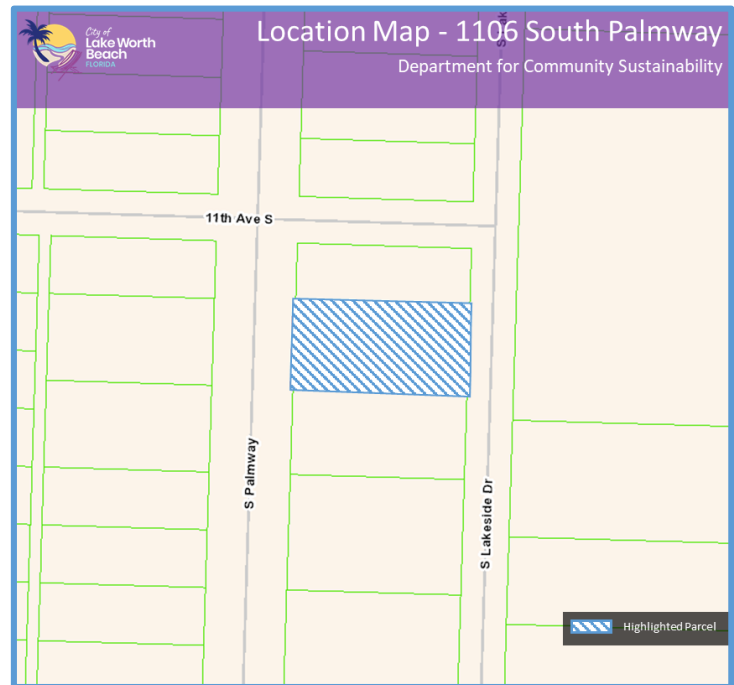 City of
Lake Worth
Beach
FLORIDA
Location Map - 1106 South Palmway
Department for Community Sustainability
11th Ave S
S Palmway
S Lakeside Dr
Highlighted Parcel